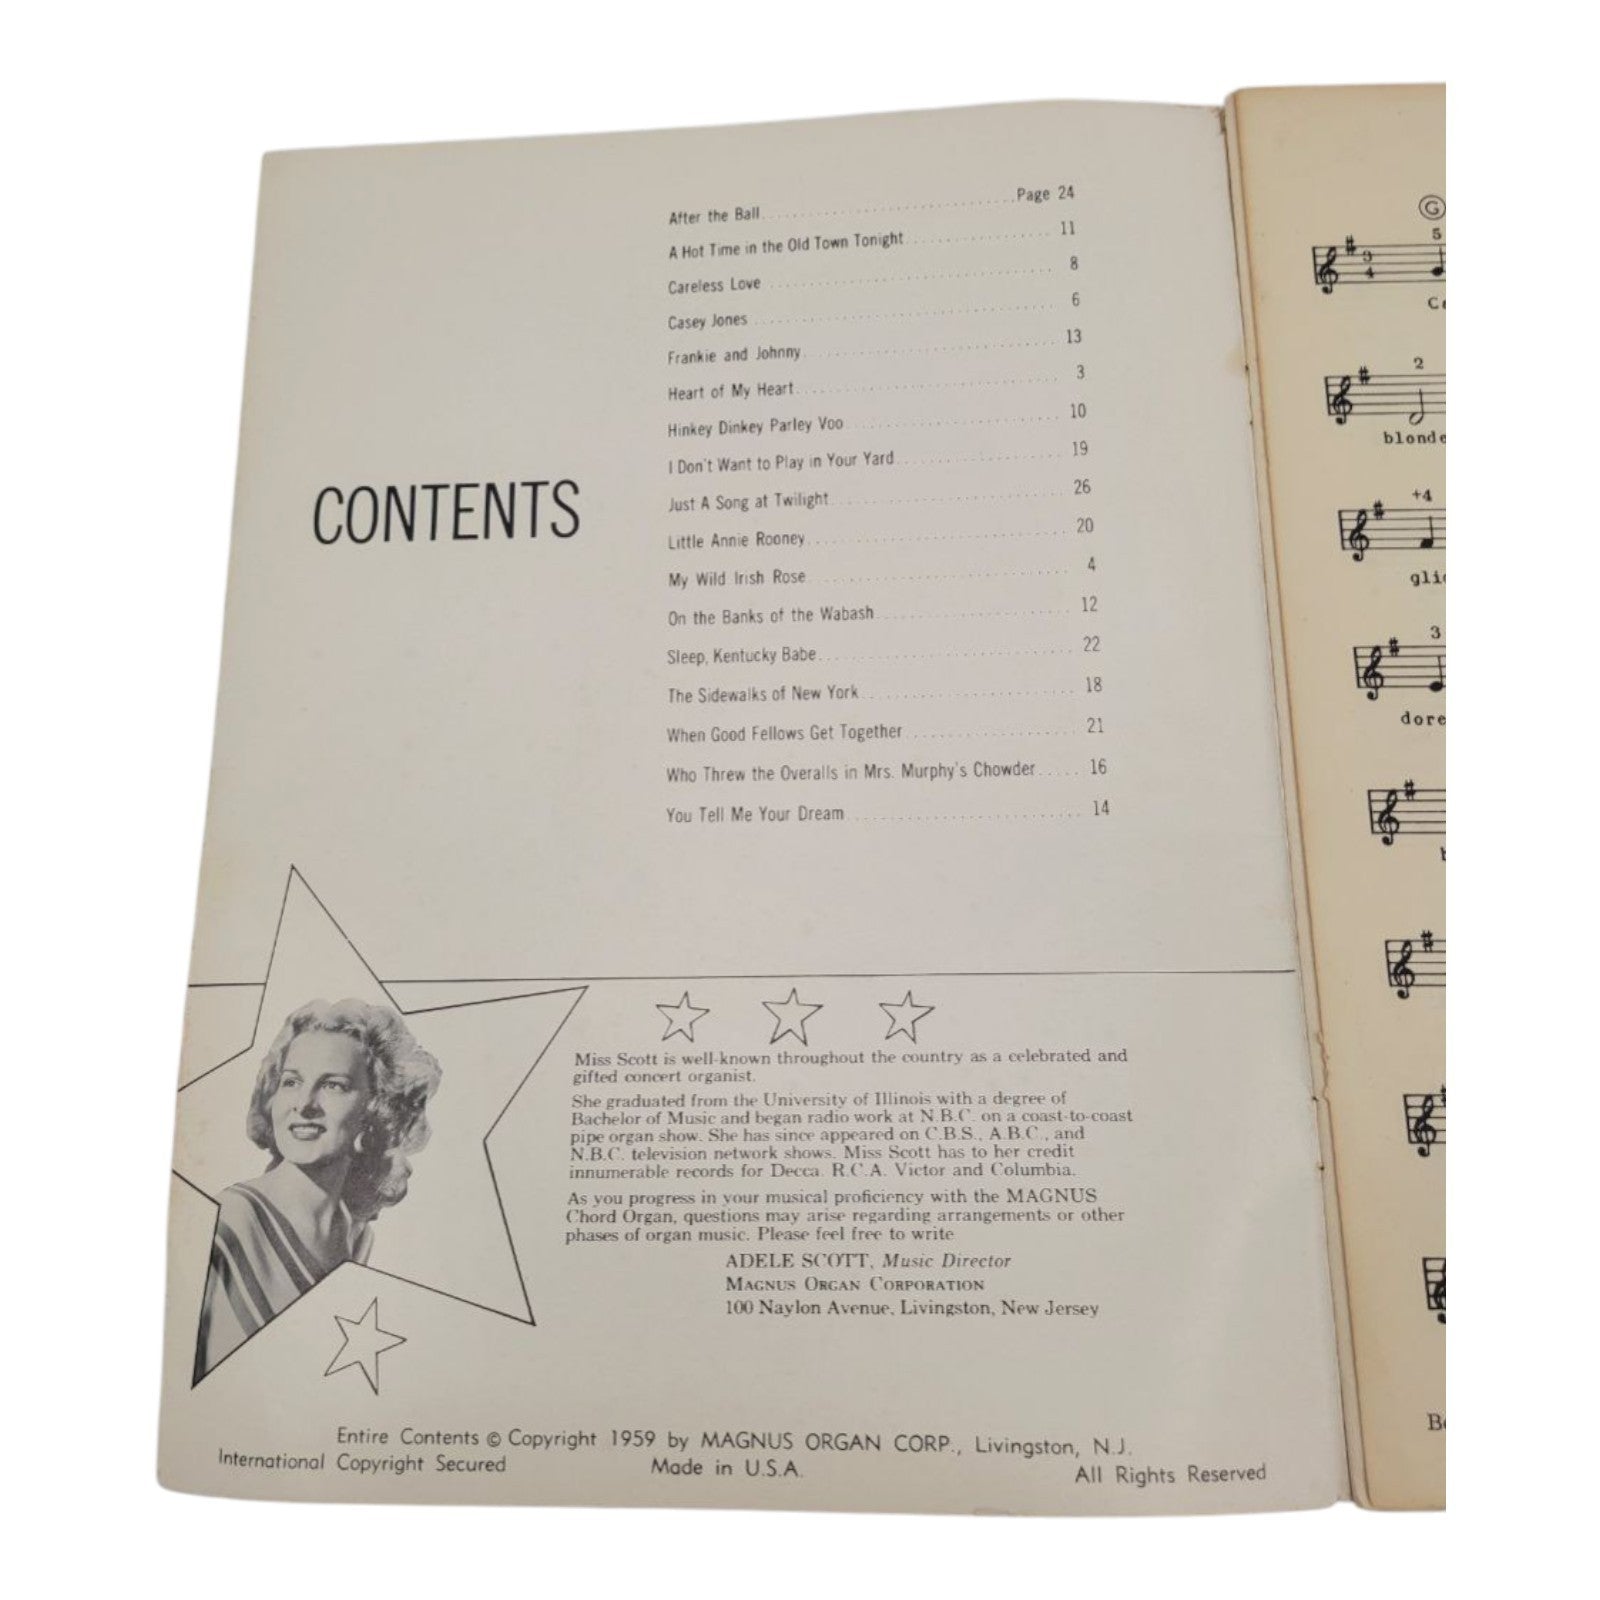 CONTENTS
After the Ball..............................Page 24
A Hot Time in the Old Town Tonight.................. 11
Careless Love .................................. 8
Casey Jones .................................... 6
Frankie and Johnny............................... 13
Heart of My Heart................................ 3
Hinkey Dinkey Parley Voo.......................... 10
I Don't Want to Play in Your Yard..................... 19
Just A Song at Twilight............................. 26
Little Annie Rooney................................ 20
My Wild Irish Rose................................ 4
On the Banks of the Wabash........................ 12
Sleep, Kentucky Babe............................... 22
The Sidewalks of New York.......................... 18
When Good Fellows Get Together..................... 21
Who Threw the Overalls in Mrs. Murphy's Chowder..... 16
You Tell Me Your Dream............................ 14
Miss Scott is well-known throughout the country as a celebrated and
gifted concert organist.
She graduated from the University of Illinois with a degree of
Bachelor of Music and began radio work at N.B.C. on a coast-to-coast
pipe organ show. She has since appeared on C.B.S., A.B.C., and
N.B.C. television network shows. Miss Scott has to her credit
innumerable records for Decca, R.C.A. Victor and Columbia.
As you progress in your musical proficiency with the MAGNUS
Chord Organ, questions may arise regarding arrangements or other
phases of organ music. Please feel free to write
ADELE SCOTT, Music Director
MAGNUS ORGAN CORPORATION
100 Naylon Avenue, Livingston, New Jersey
Entire Contents © Copyright 1959 by MAGNUS ORGAN CORP., Livingston, N.J.
International Copyright Secured Made in U.S.A. All Rights Reserved
G
5
3
4
2
blonde
+4
3
dore